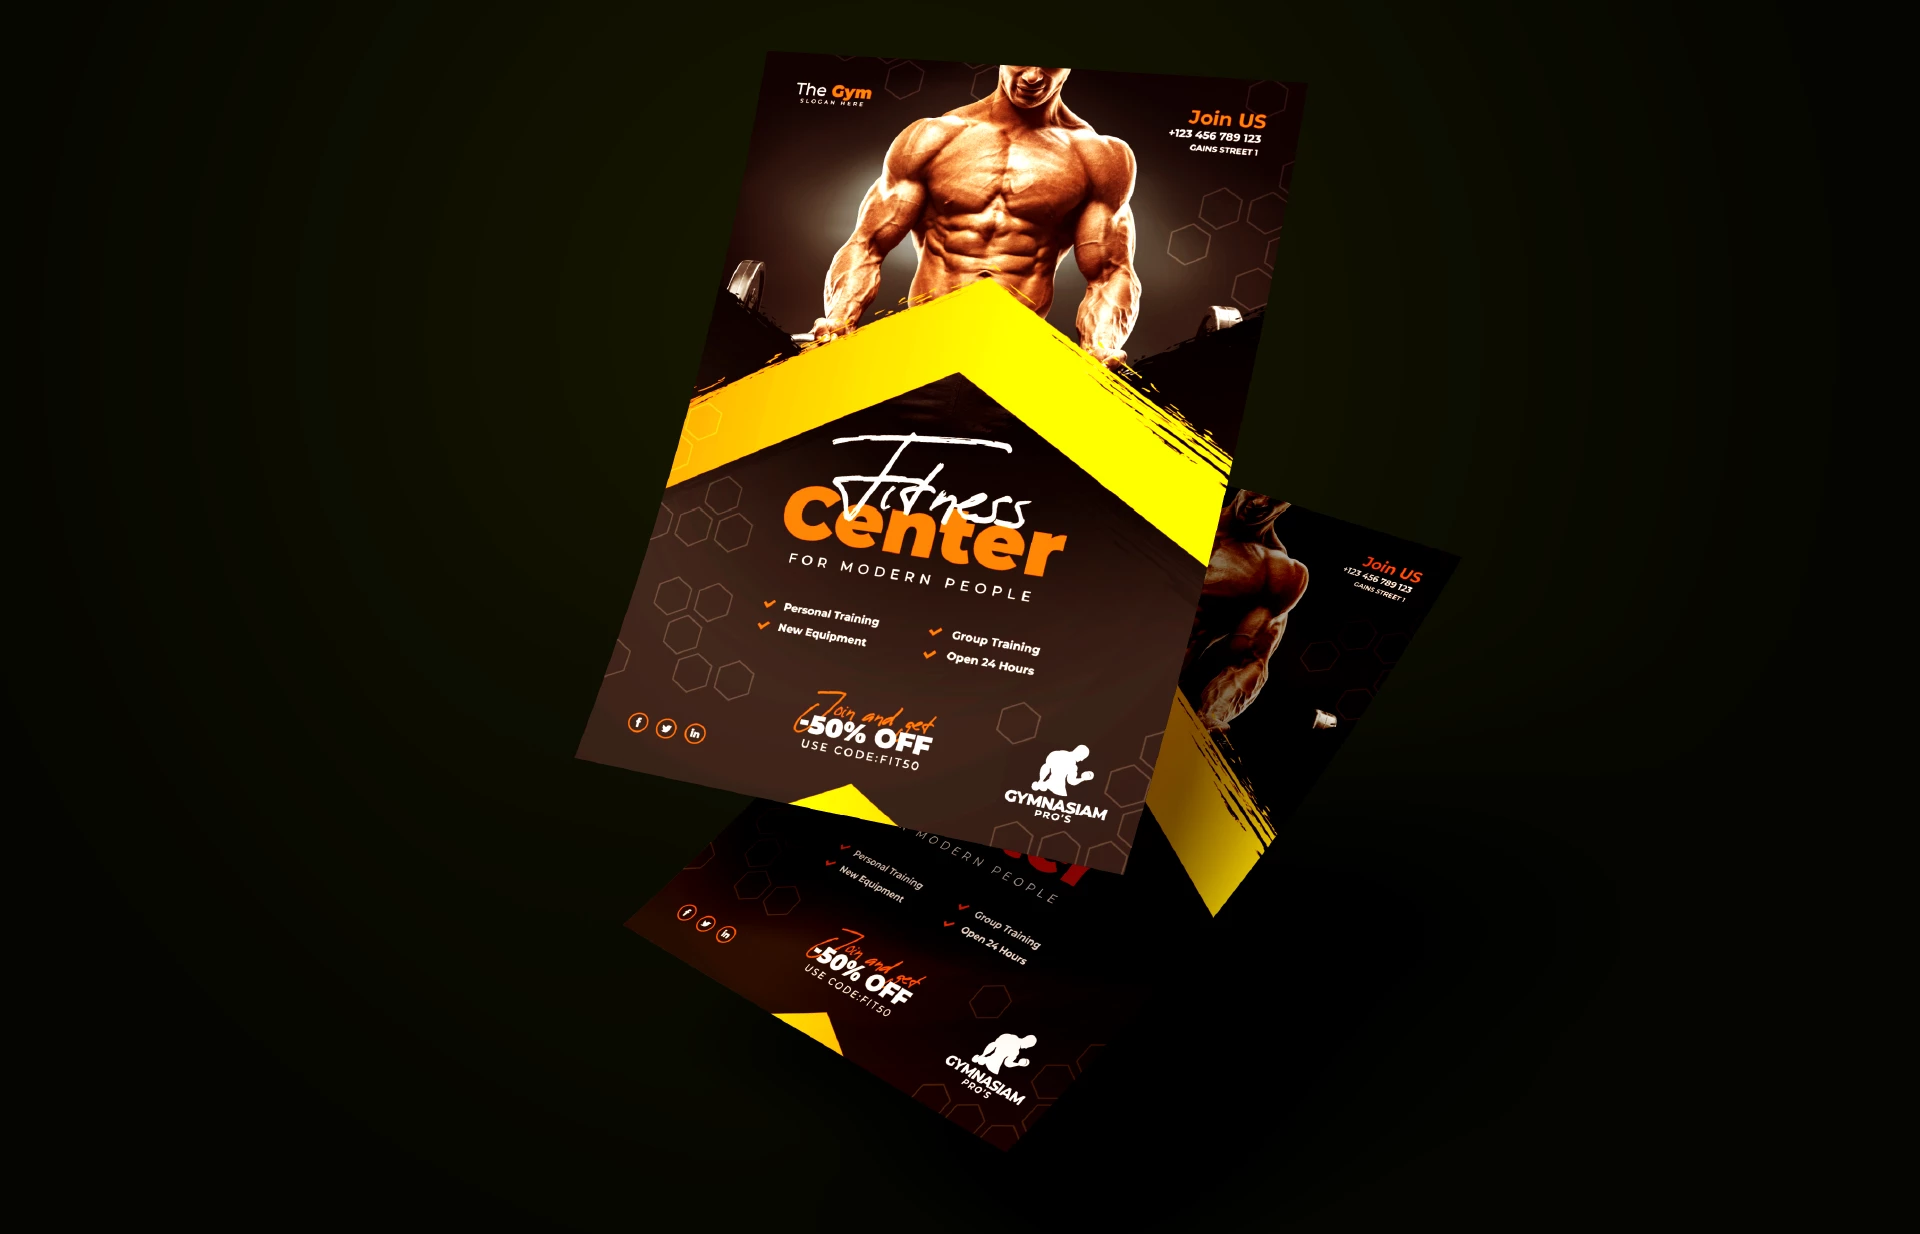 The Gym
SLOGAN HERE
Join US
+123 456 789 123
GAINS STREET 1
Fitness
Center
FOR MODERN PEOPLE
Personal Training
New Equipment
Group Training
Open 24 Hours
Join and get
-50% OFF
USE CODE:FIT50
f
in
GYMNASIAM
PRO'S
Join US
+123 456 789 123
GAINS STREET 1
MODERN PEOPLE
Personal Training
New Equipment
Group Training
Open 24 Hours
Join and get
-50% OFF
USE CODE:FIT50
f
in
GYMNASIAM
PRO'S